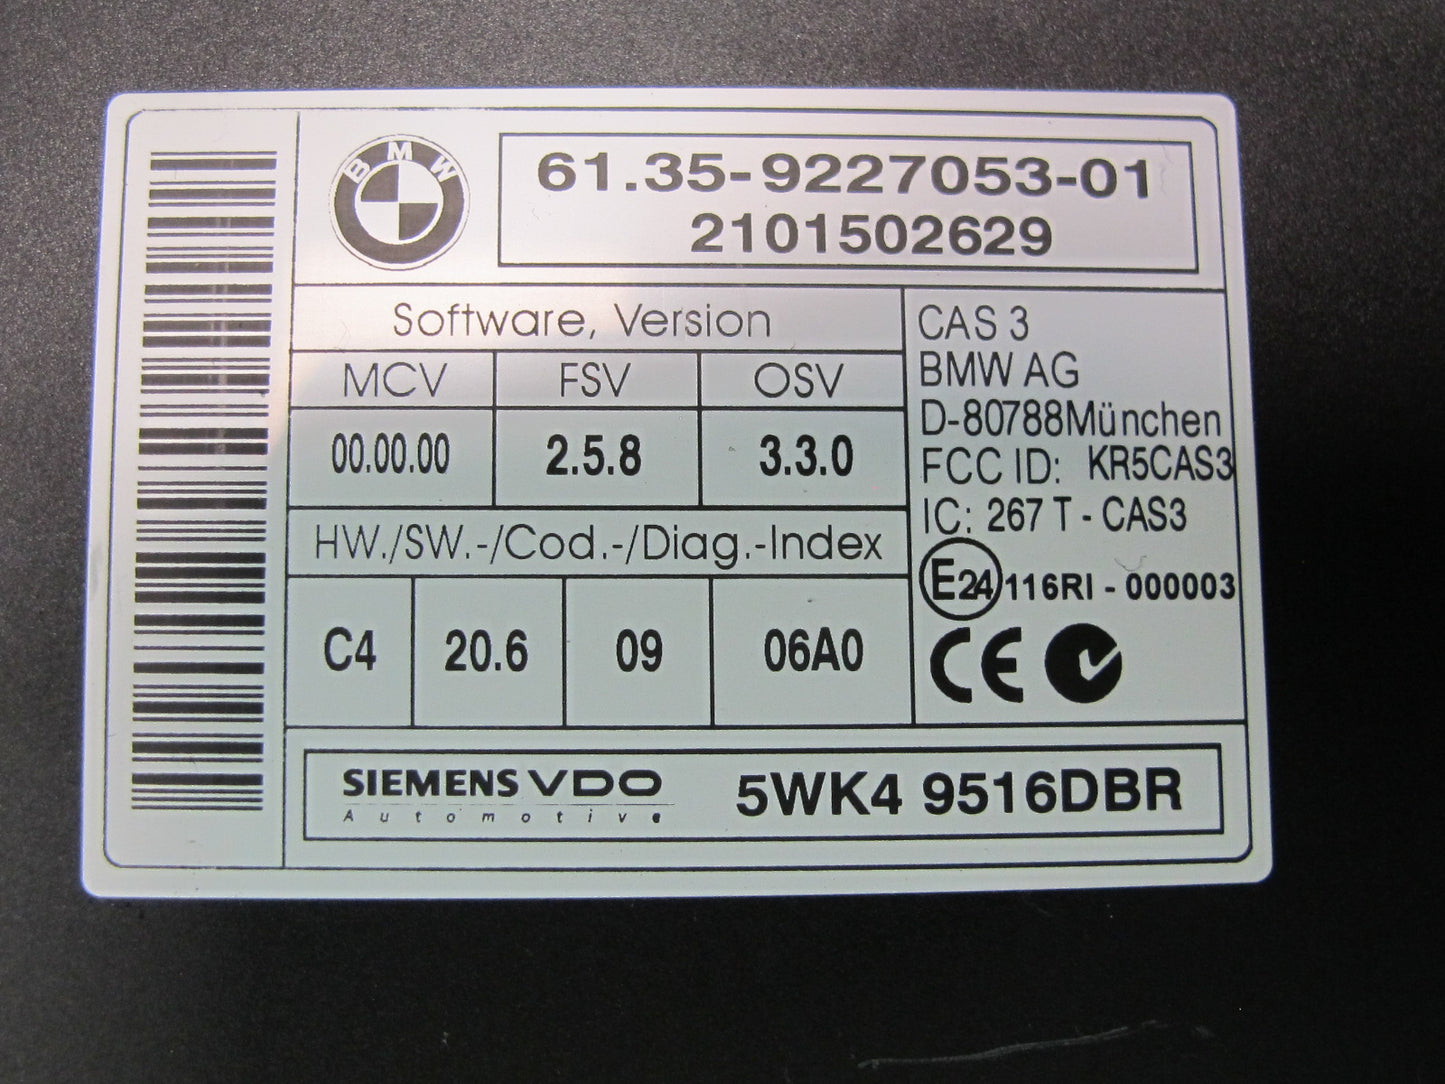 BMW
61.35-9227053-01
2101502629
Software, Version
MCV FSV OSV
00.00.00 2.5.8 3.3.0
HW./SW.-/Cod.-/Diag.-Index
C4 20.6 09 06A0
CAS 3
BMW AG
D-80788München
FCC ID: KR5CAS3
IC: 267 T - CAS3
E24 116RI - 000003
CE
SIEMENS VDO
Automotive
5WK4 9516DBR